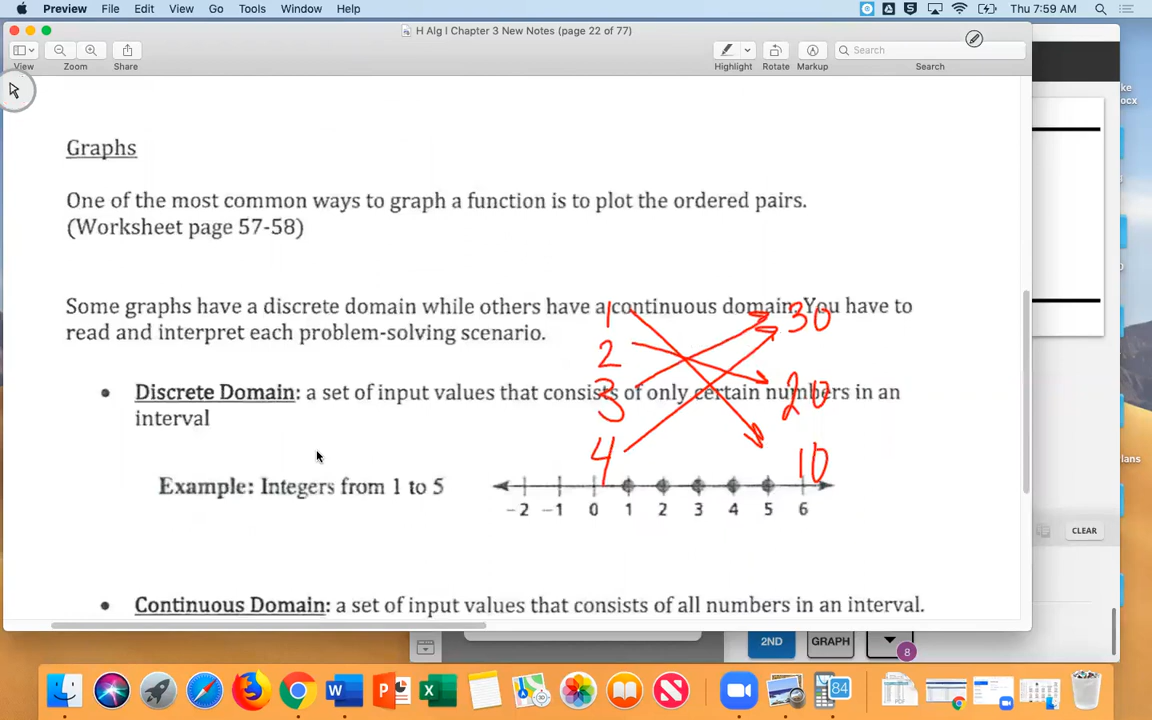 Preview File Edit View Go Tools Window Help Thu 7:59 AM
H Alg I Chapter 3 New Notes (page 22 of 77)
Search
View Zoom Share Highlight Rotate Markup Search
Graphs
One of the most common ways to graph a function is to plot the ordered pairs.
(Worksheet page 57-58)
Some graphs have a discrete domain while others have a continuous domain. You have to
read and interpret each problem-solving scenario.
1 30
2
3 20
4 10
• Discrete Domain: a set of input values that consists of only certain numbers in an
interval
Example: Integers from 1 to 5
-2 -1 0 1 2 3 4 5 6
• Continuous Domain: a set of input values that consists of all numbers in an interval.
ke
ocx
lans
CLEAR
2ND GRAPH
8
84